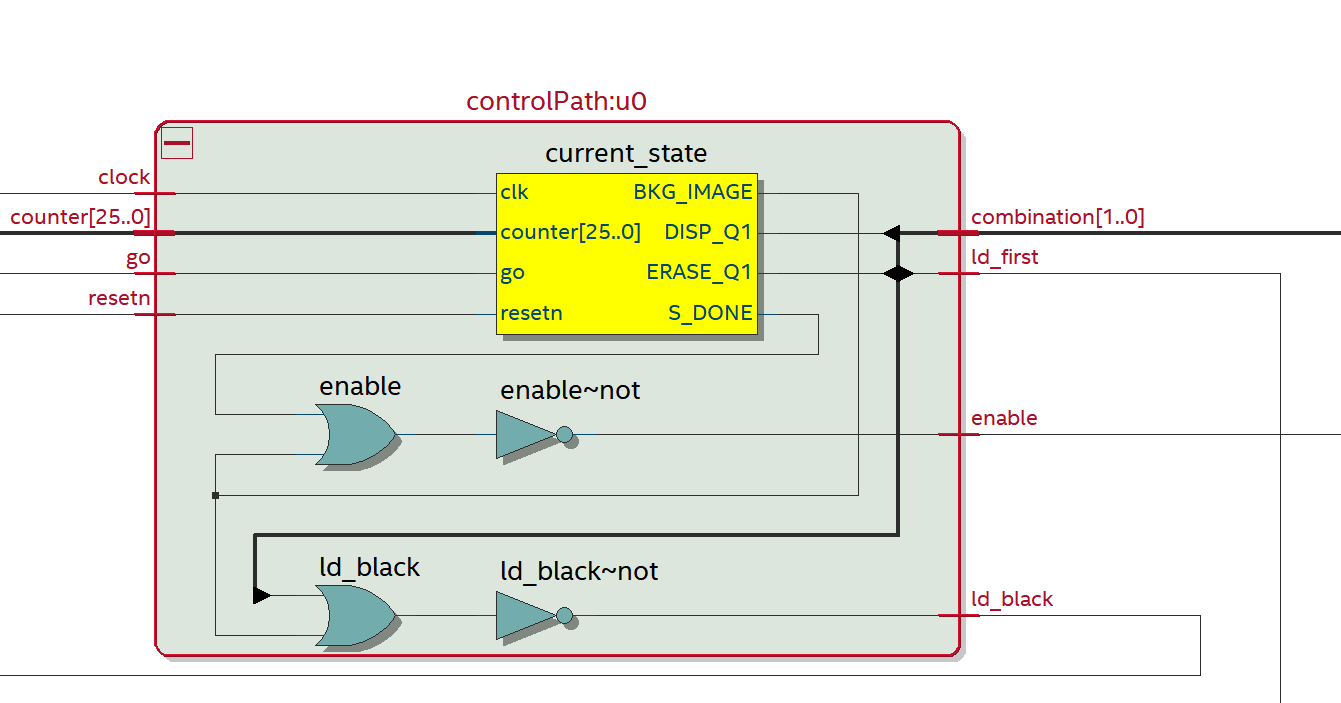 controlPath:u0
current_state
clock
counter[25..0]
go
resetn
clk
counter[25..0]
go
resetn
BKG_IMAGE
DISP_Q1
ERASE_Q1
S_DONE
combination[1..0]
ld_first
enable
enable~not
enable
ld_black
ld_black~not
ld_black